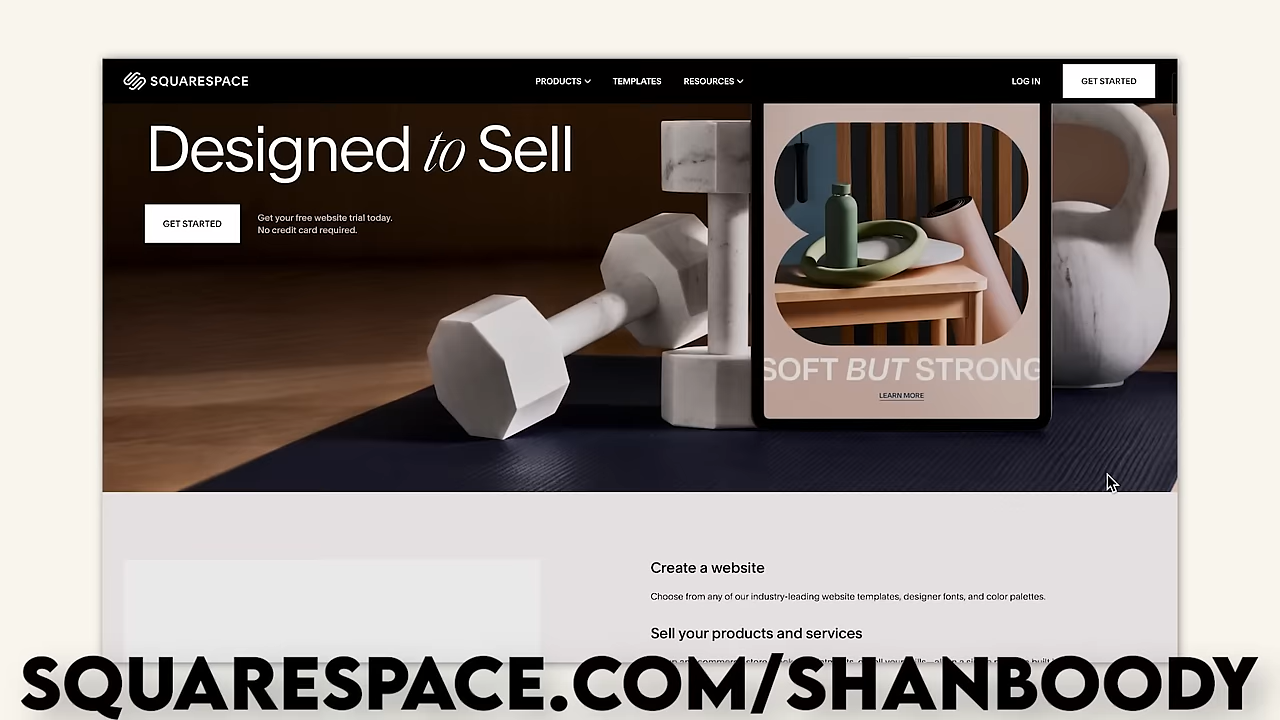 SQUARESPACE
PRODUCTS
TEMPLATES
RESOURCES
LOG IN
GET STARTED
Designed to Sell
GET STARTED
Get your free website trial today.
No credit card required.
SOFT BUT STRONG
LEARN MORE
Create a website
Choose from any of our industry-leading website templates, designer fonts, and color palettes.
Sell your products and services
SQUARESPACE.COM/SHANBOODY